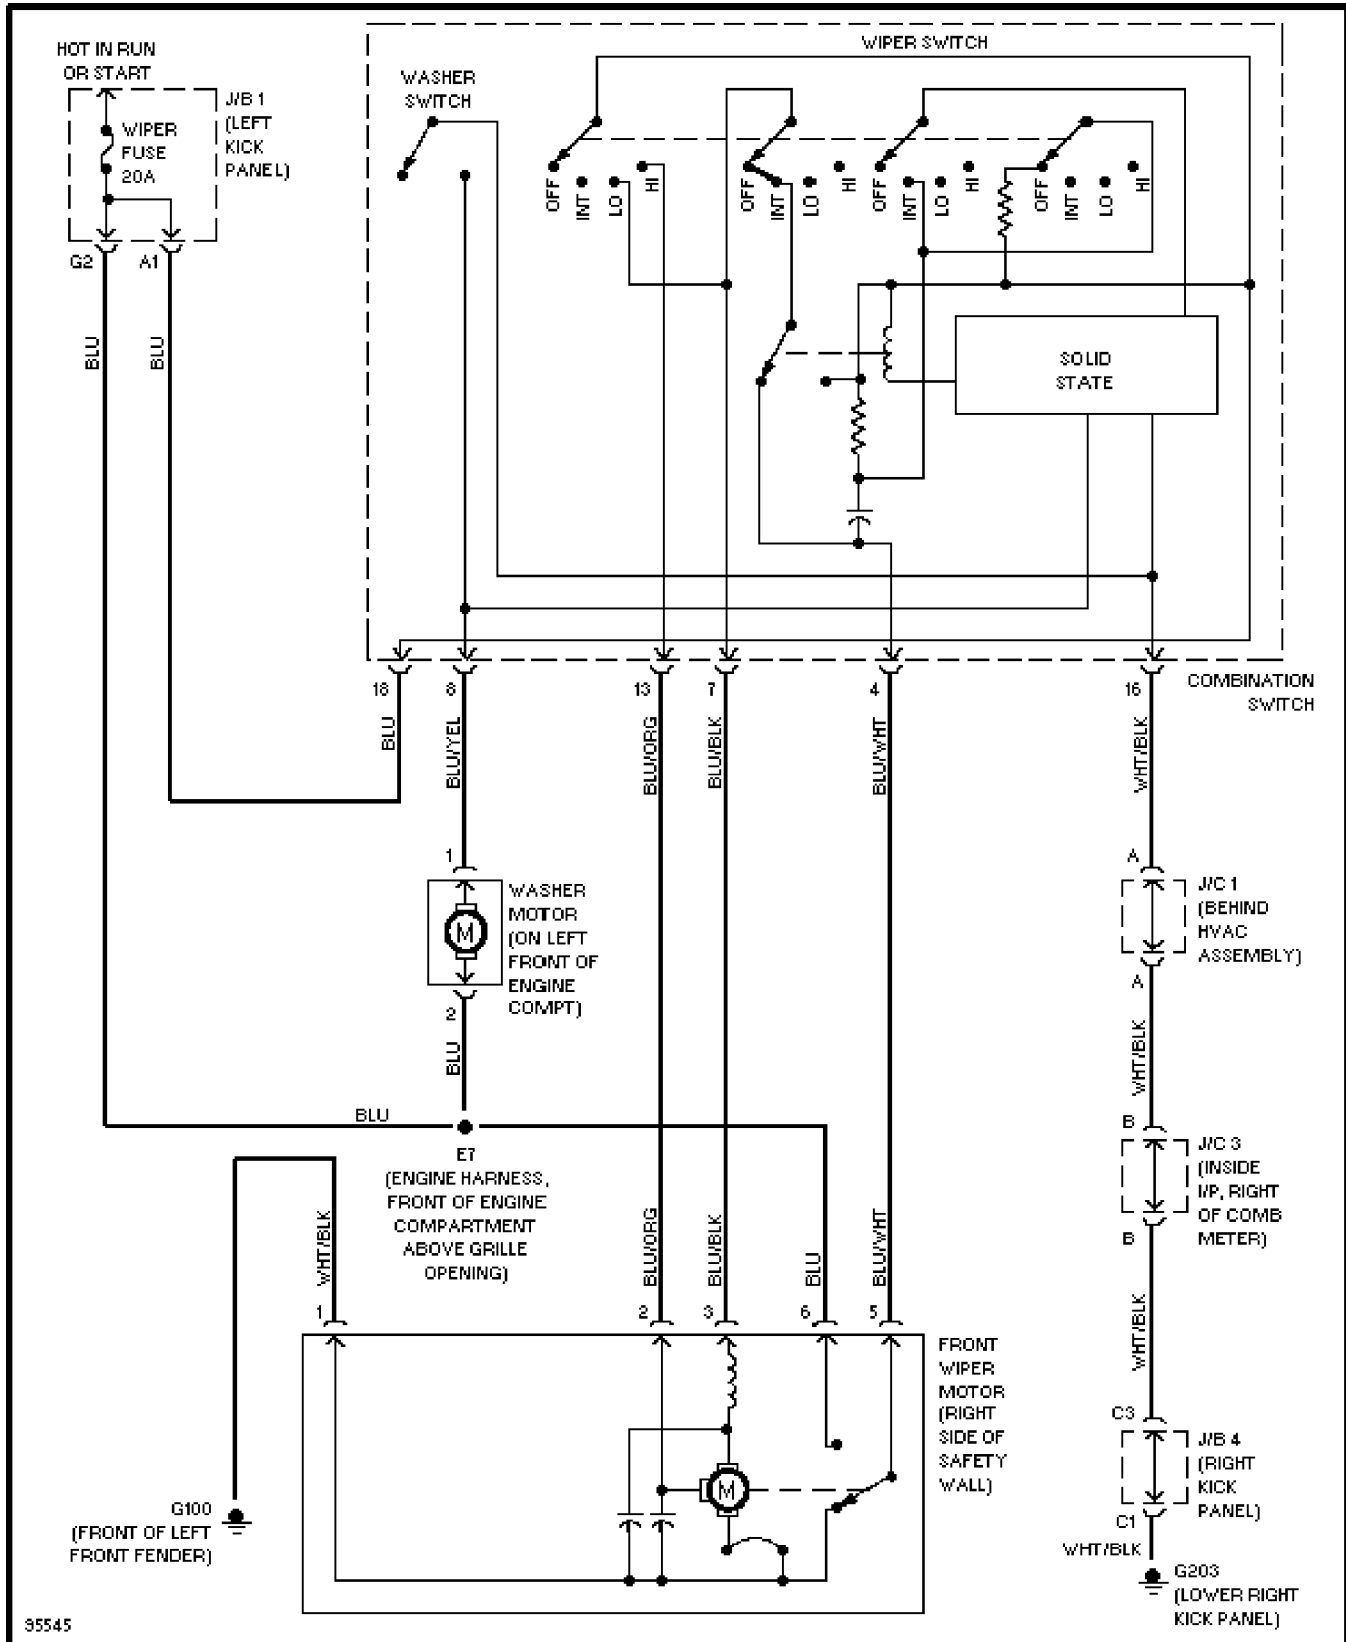 HOT IN RUN
OR START
J/B 1
(LEFT
KICK
PANEL)
WIPER
FUSE
20A
G2
A1
BLU
BLU
WIPER SWITCH
WASHER
SWITCH
OFF
INT
LO
HI
OFF
INT
LO
HI
OFF
INT
LO
HI
OFF
INT
LO
HI
SOLID
STATE
COMBINATION
SWITCH
18
8
13
7
4
16
BLU
BLU/YEL
BLU/ORG
BLU/BLK
BLU/WHT
WHT/BLK
1
M
WASHER
MOTOR
(ON LEFT
FRONT OF
ENGINE
COMPT)
2
BLU
A
J/C 1
(BEHIND
HVAC
ASSEMBLY)
A
WHT/BLK
BLU
E7
(ENGINE HARNESS,
FRONT OF ENGINE
COMPARTMENT
ABOVE GRILLE
OPENING)
B
J/C 3
(INSIDE
I/P, RIGHT
OF COMB
METER)
B
WHT/BLK
WHT/BLK
BLU/ORG
BLU/BLK
BLU
BLU/WHT
1
2
3
6
5
FRONT
WIPER
MOTOR
(RIGHT
SIDE OF
SAFETY
WALL)
M
C3
J/B 4
(RIGHT
KICK
PANEL)
C1
WHT/BLK
G203
(LOWER RIGHT
KICK PANEL)
G100
(FRONT OF LEFT
FRONT FENDER)
95545